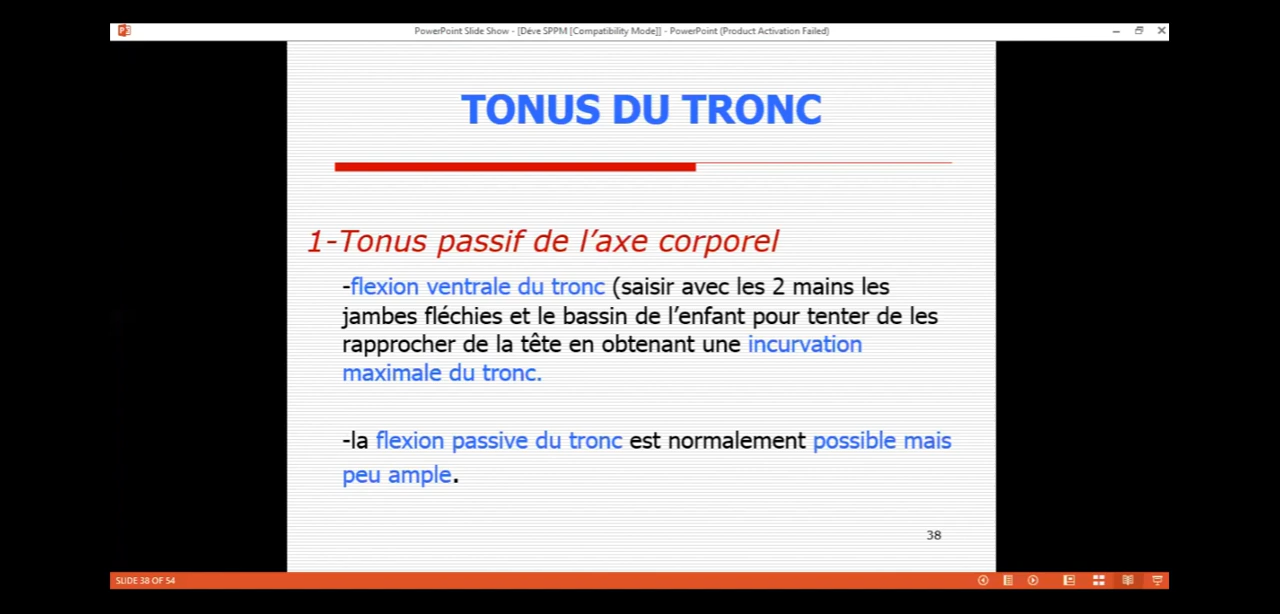 PowerPoint Slide Show - [Déve SPPM [Compatibility Mode]] - PowerPoint (Product Activation Failed)
TONUS DU TRONC
1-Tonus passif de l’axe corporel
-flexion ventrale du tronc (saisir avec les 2 mains les
jambes fléchies et le bassin de l’enfant pour tenter de les
rapprocher de la tête en obtenant une incurvation
maximale du tronc.
-la flexion passive du tronc est normalement possible mais
peu ample.
38
SLIDE 38 OF 54